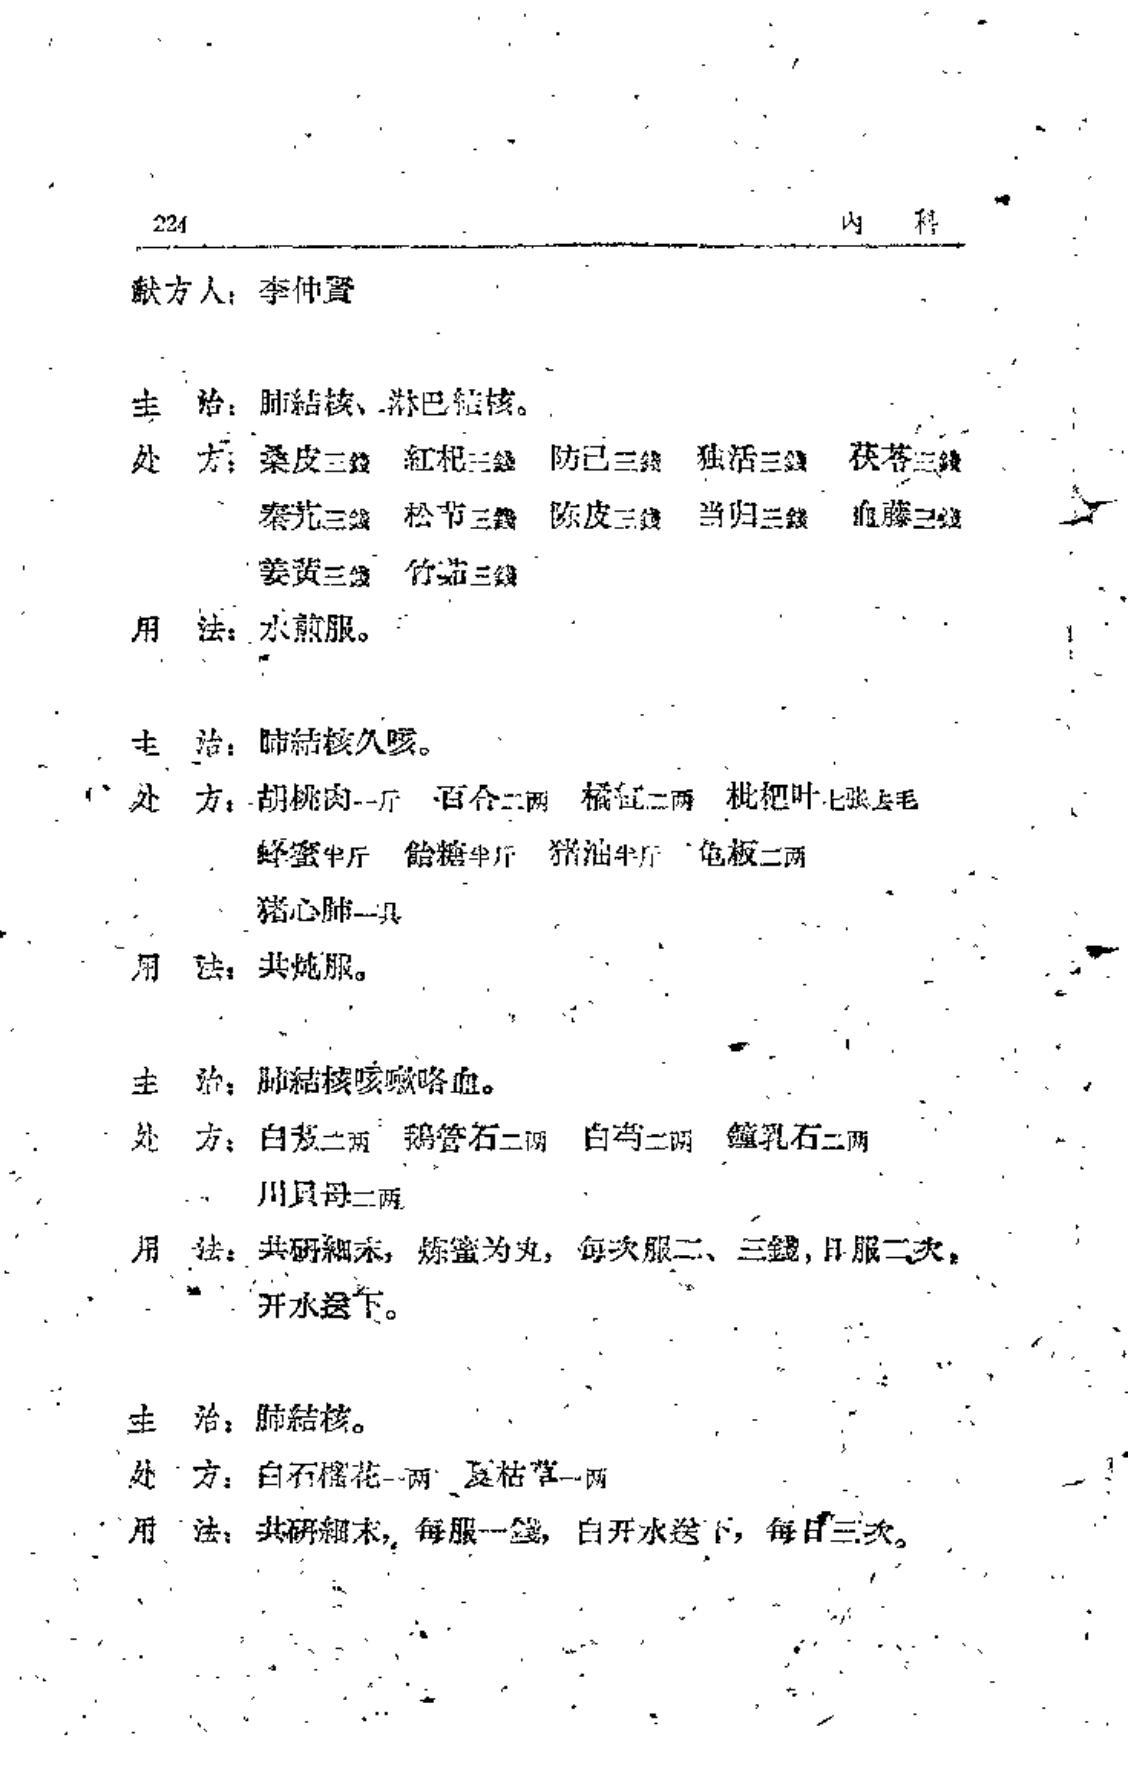 224 内 科
献方人：李仲賢
主 治：肺結核、淋巴結核。
处 方：桑皮三錢 紅杞三錢 防己三錢 独活三錢 茯苓三錢
秦艽三錢 松节三錢 陈皮三錢 当归三錢 血藤三錢
姜黄三錢 竹茹三錢
用 法：水煎服。
主 治：肺結核久咳。
处 方：胡桃肉一斤 百合二两 橘紅二两 枇杷叶七張去毛
蜂蜜半斤 飴糖半斤 猪油半斤 龟板二两
猪心肺一具
用 法：共炖服。
主 治：肺結核咳嗽咯血。
处 方：白芨二两 鵝管石二两 白芍二两 鐘乳石二两
川貝母二两
用 法：共研細末，炼蜜为丸，每次服二、三錢，日服二次，
开水送下。
主 治：肺結核。
处 方：白石榴花一两 夏枯草一两
用 法：共研細末，每服一錢，白开水送下，每日三次。